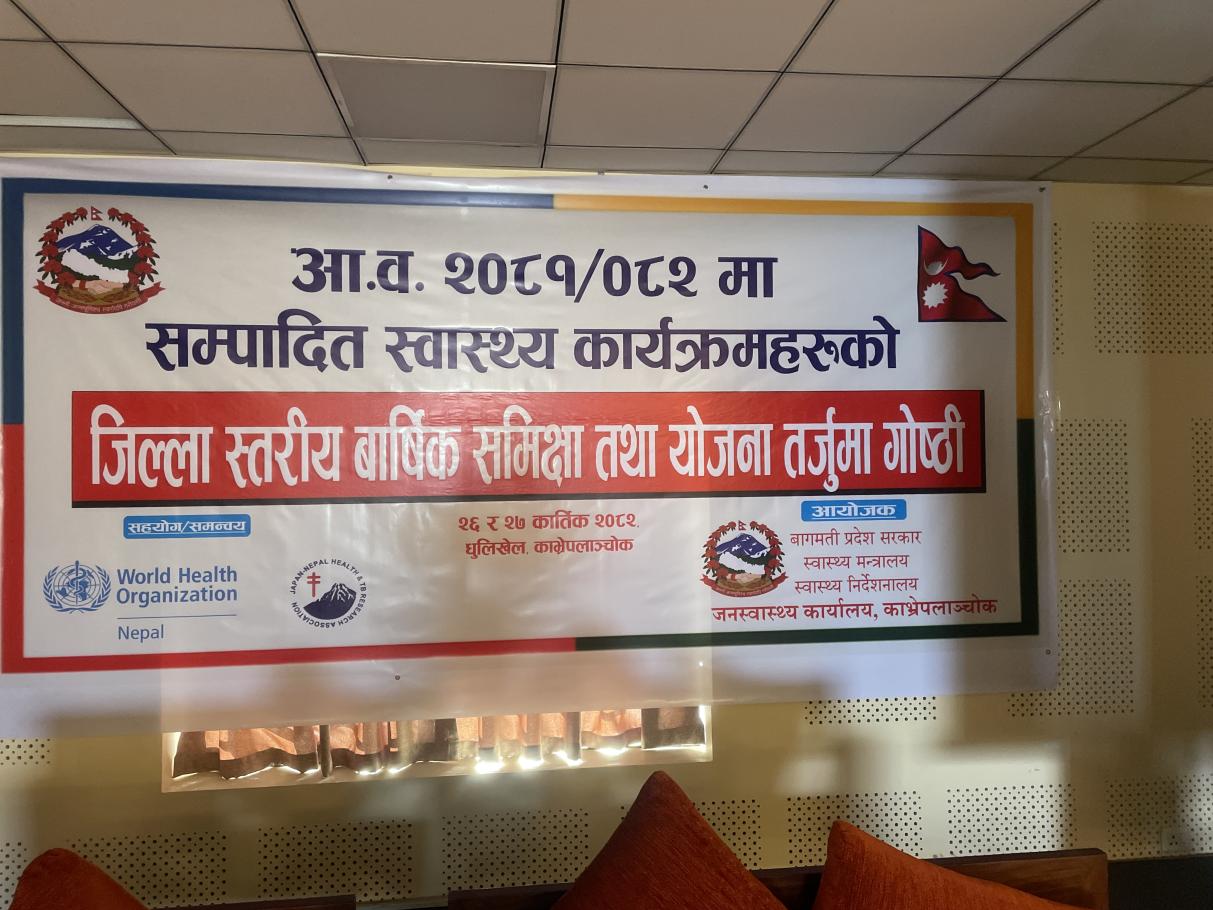 आ.व. २०८१/०८२ मा
सम्पादित स्वास्थ्य कार्यक्रमहरूको
जिल्ला स्तरीय बार्षिक समिक्षा तथा योजना तर्जुमा गोष्ठी
२६ र २७ कार्तिक २०८२,
धुलिखेल, काभ्रेपलाञ्चोक
सहयोग/समन्वय
World Health
Organization
Nepal
JAPAN-NEPAL HEALTH & TB RESEARCH ASSOCIATION
आयोजक
बागमती प्रदेश सरकार
स्वास्थ्य मन्त्रालय
स्वास्थ्य निर्देशनालय
जनस्वास्थ्य कार्यालय, काभ्रेपलाञ्चोक